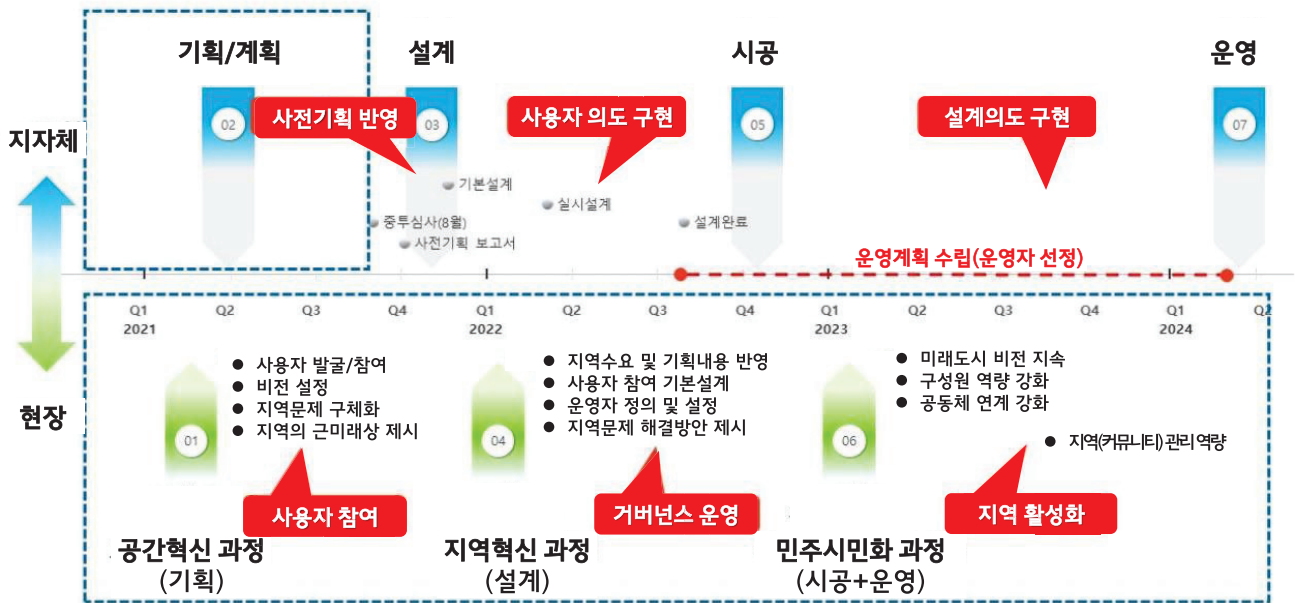 기획/계획
설계
시공
운영
02
사전기획 반영
03
사용자 의도 구현
05
설계의도 구현
07
지자체
기본설계
실시설계
중투심사(8월)
설계완료
사전기획 보고서
운영계획 수립(운영자 선정)
Q1
Q2
Q3
Q4
Q1
Q2
Q3
Q4
Q1
Q1
Q2
2021
2022
2023
2024
현장
01
● 사용자 발굴/참여
● 비전 설정
● 지역문제 구체화
● 지역의 근미래상 제시
사용자 참여
공간혁신 과정
(기획)
04
● 지역수요 및 기획내용 반영
● 사용자 참여 기본설계
● 운영자 정의 및 설정
● 지역문제 해결방안 제시
거버넌스 운영
지역혁신 과정
(설계)
06
● 미래도시 비전 지속
● 구성원 역량 강화
● 공동체 연계 강화
● 지역(커뮤니티) 관리 역량
지역 활성화
민주시민화 과정
(시공+운영)